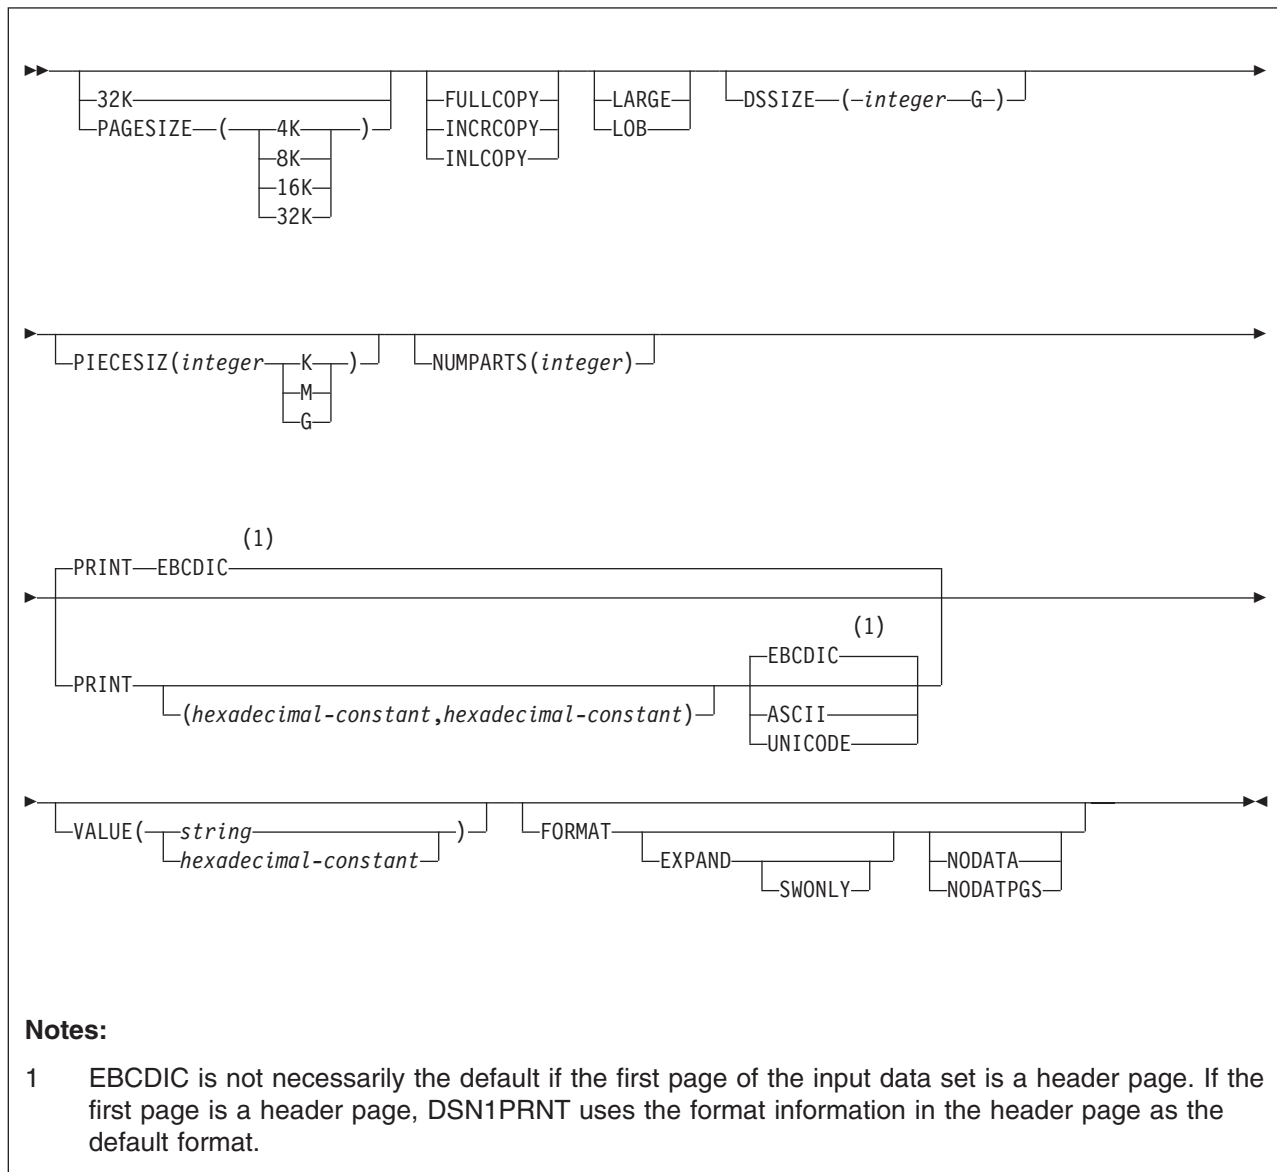 32K FULLCOPY LARGE DSSIZE ( integer G )
PAGESIZE ( 4K ) INCRCOPY LOB
8K INLCOPY
16K
32K
PIECESIZ(integer K ) NUMPARTS(integer)
M
G
(1)
PRINT EBCDIC
(1)
EBCDIC
PRINT
(hexadecimal-constant,hexadecimal-constant) ASCII
UNICODE
VALUE( string ) FORMAT
hexadecimal-constant EXPAND NODATA
SWONLY NODATPGS
Notes:
1 EBCDIC is not necessarily the default if the first page of the input data set is a header page. If the
first page is a header page, DSN1PRNT uses the format information in the header page as the
default format.